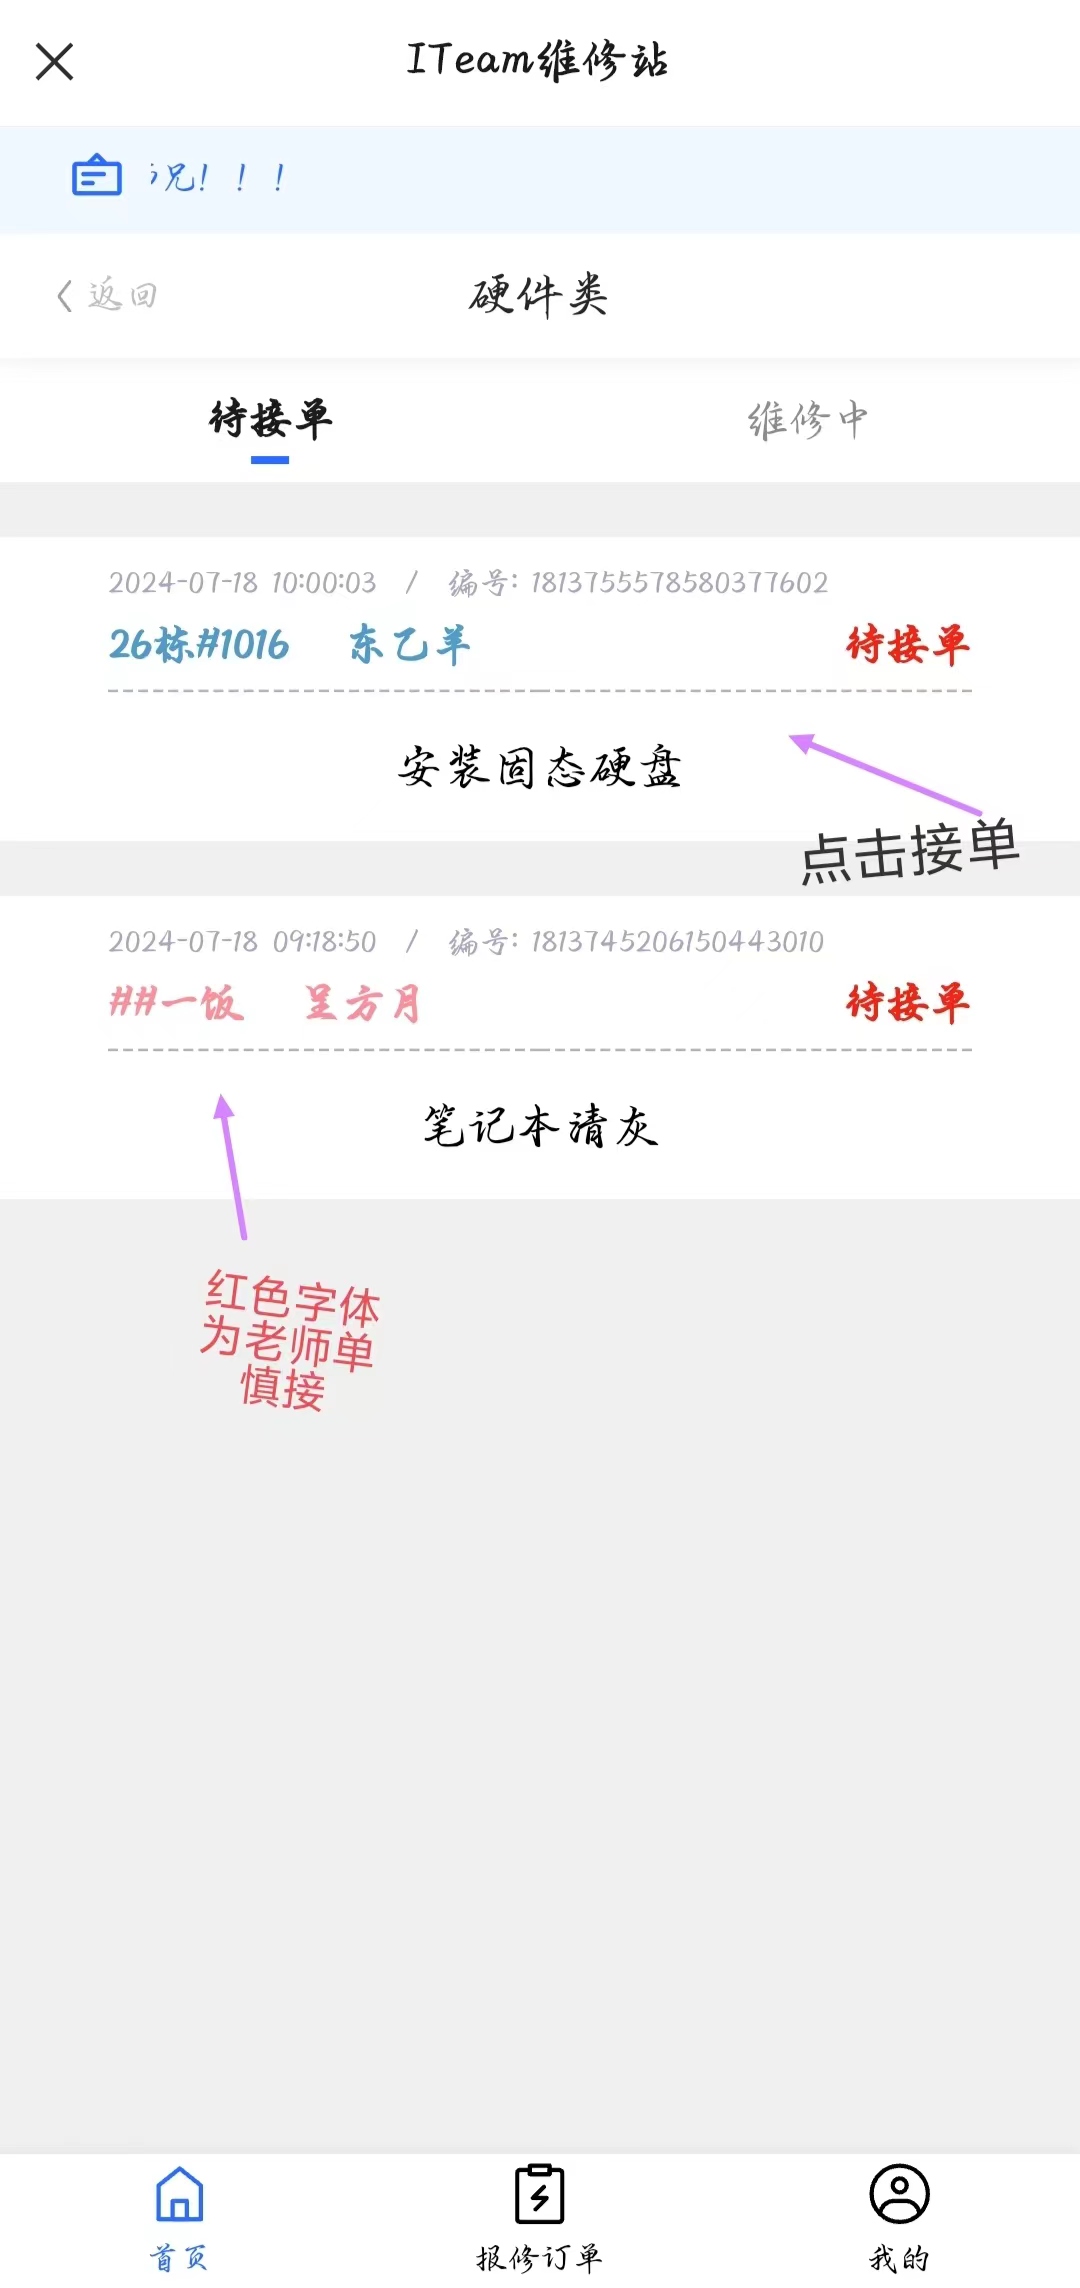 ITeam维修站
况！！！
返回
硬件类
待接单
维修中
2024-07-18 10:00:03 / 编号: 1813755578580377602
26栋#1016 东乙羊
待接单
安装固态硬盘
点击接单
2024-07-18 09:18:50 / 编号: 1813745206150443010
##一饭 呈方月
待接单
笔记本清灰
红色字体
为老师单
慎接
首页
报修订单
我的